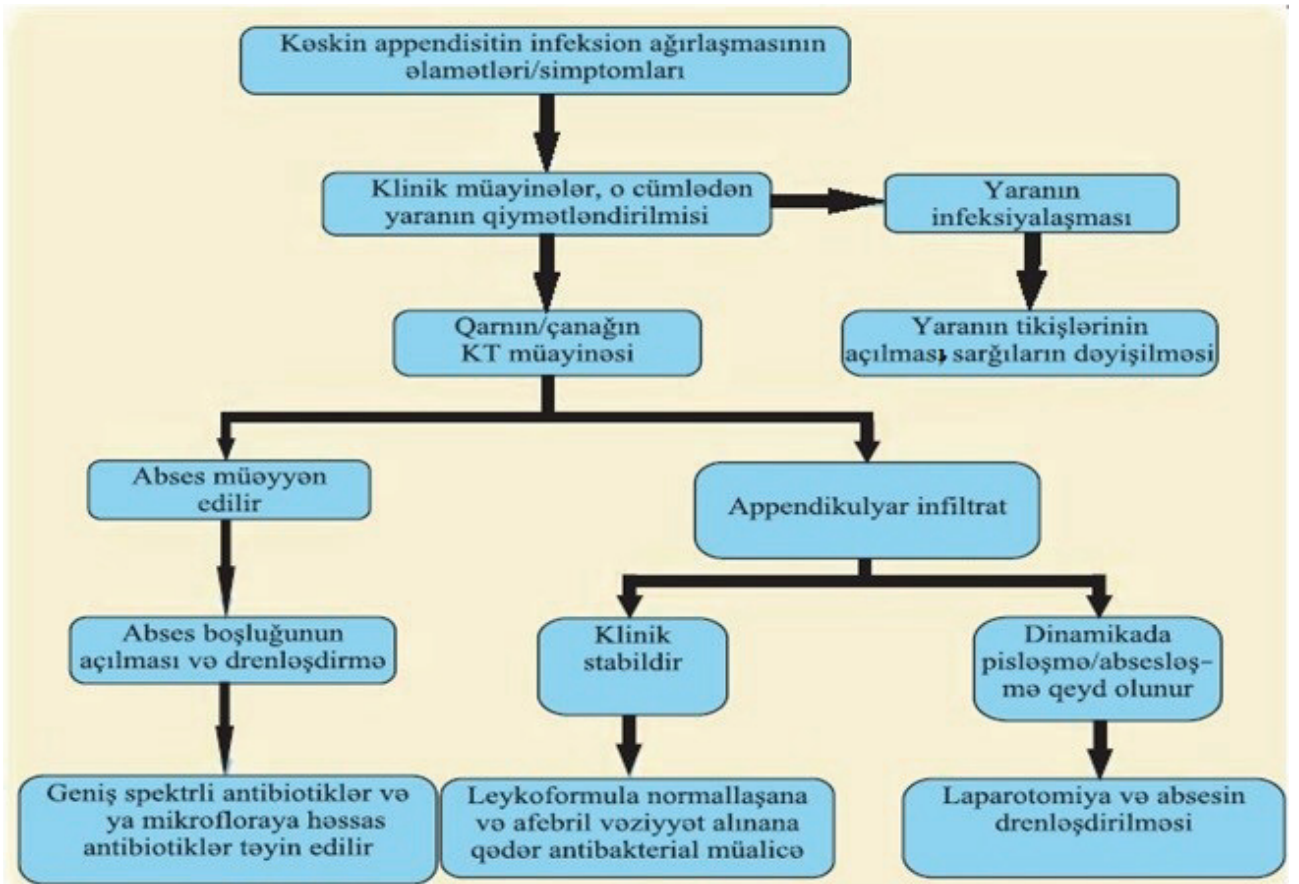 Kəskin appendisitin infeksion ağırlaşmasının
əlamətləri/simptomları
Klinik müayinələr, o cümlədən
yaranın qiymətləndirilmisi
Yaranın
infeksiyalaşması
Qarnın/çanağın
KT müayinəsi
Yaranın tikişlərinin
açılması, sarğıların dəyişilməsi
Abses müəyyən
edilir
Appendikulyar infiltrat
Abses boşluğunun
açılması və drenləşdirmə
Klinik
stabildir
Dinamikada
pisləşmə/absesləş-
mə qeyd olunur
Geniş spektrli antibiotiklər və
ya mikrofloraya həssas
antibiotiklər təyin edilir
Leykoformula normallaşana
və afebril vəziyyət alınana
qədər antibakterial müalicə
Laparotomiya və absesin
drenləşdirilməsi